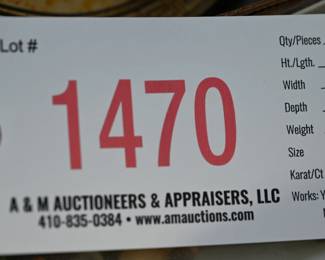 Lot #
1470
A & M AUCTIONEERS & APPRAISERS, LLC
410-835-0384 • www.amauctions.com
Qty/Pieces
Ht./Lgth.
Width
Depth
Weight
Size
Karat/Ct
Works: Y